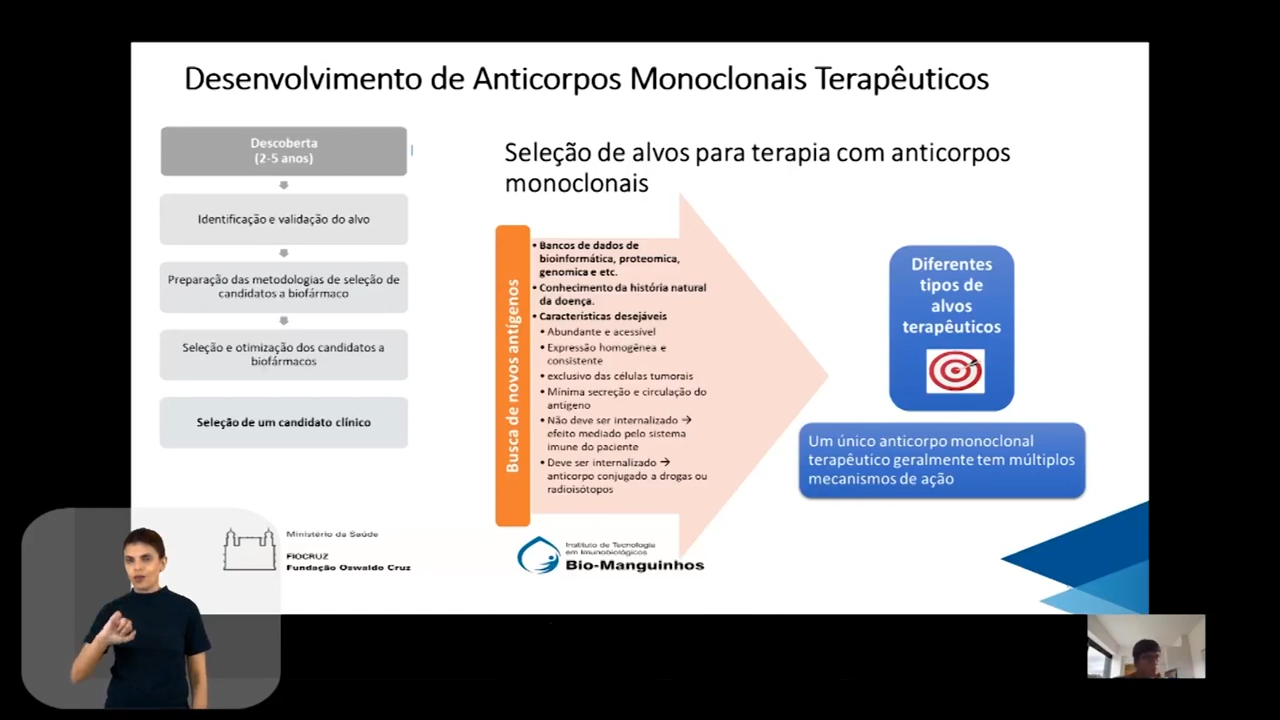 Desenvolvimento de Anticorpos Monoclonais Terapêuticos
Descoberta
(2-5 anos)
Identificação e validação do alvo
Preparação das metodologias de seleção de
candidatos a biofármaco
Seleção e otimização dos candidatos a
biofármacos
Seleção de um candidato clínico
Seleção de alvos para terapia com anticorpos
monoclonais
Busca de novos antígenos
• Bancos de dados de
bioinformática, proteomica,
genomica e etc.
• Conhecimento da história natural
da doença.
• Características desejáveis
• Abundante e acessível
• Expressão homogênea e
consistente
• exclusivo das células tumorais
• Mínima secreção e circulação do
antígeno
• Não deve ser internalizado →
efeito mediado pelo sistema
imune do paciente
• Deve ser internalizado →
anticorpo conjugado a drogas ou
radioisótopos
Diferentes
tipos de
alvos
terapêuticos
Um único anticorpo monoclonal
terapêutico geralmente tem múltiplos
mecanismos de ação
Ministério da Saúde
FIOCRUZ
Fundação Oswaldo Cruz
Instituto de Tecnologia
em Imunobiológicos
Bio-Manguinhos